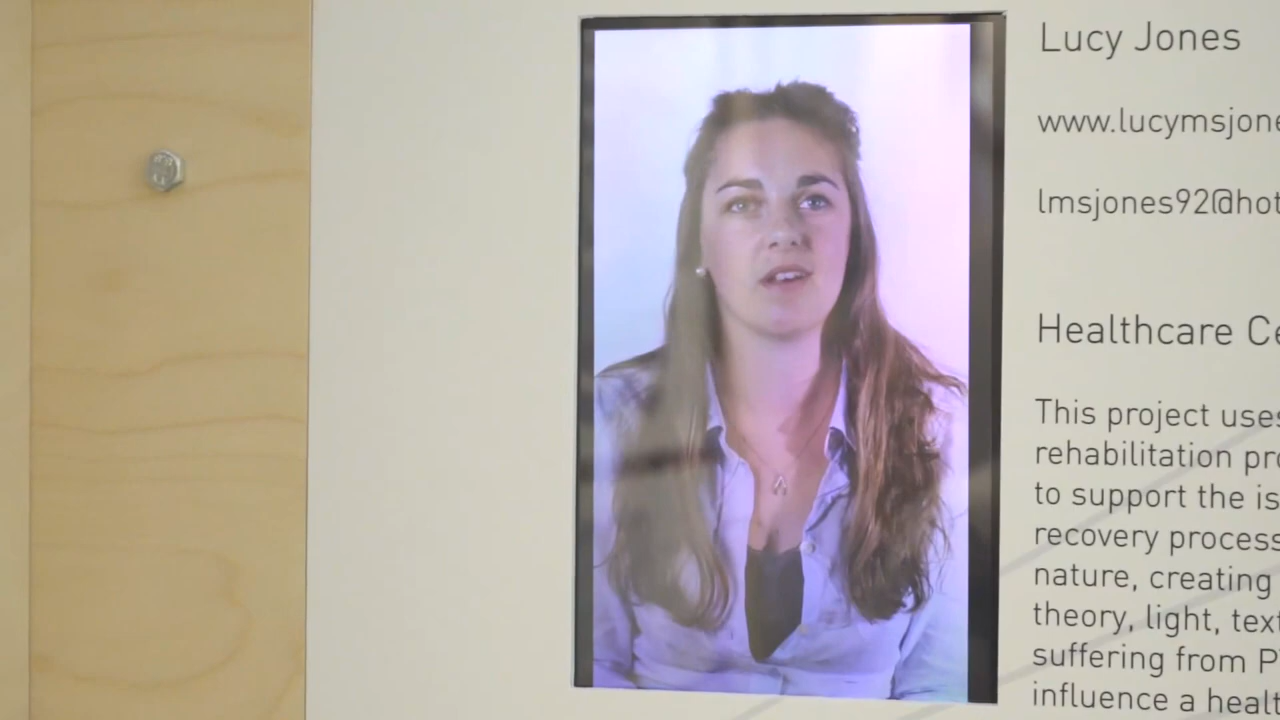 Lucy Jones
www.lucymsjone
lmsjones92@hot
Healthcare Ce
This project uses
rehabilitation pro
to support the is
recovery process
nature, creating
theory, light, text
suffering from P
influence a healt